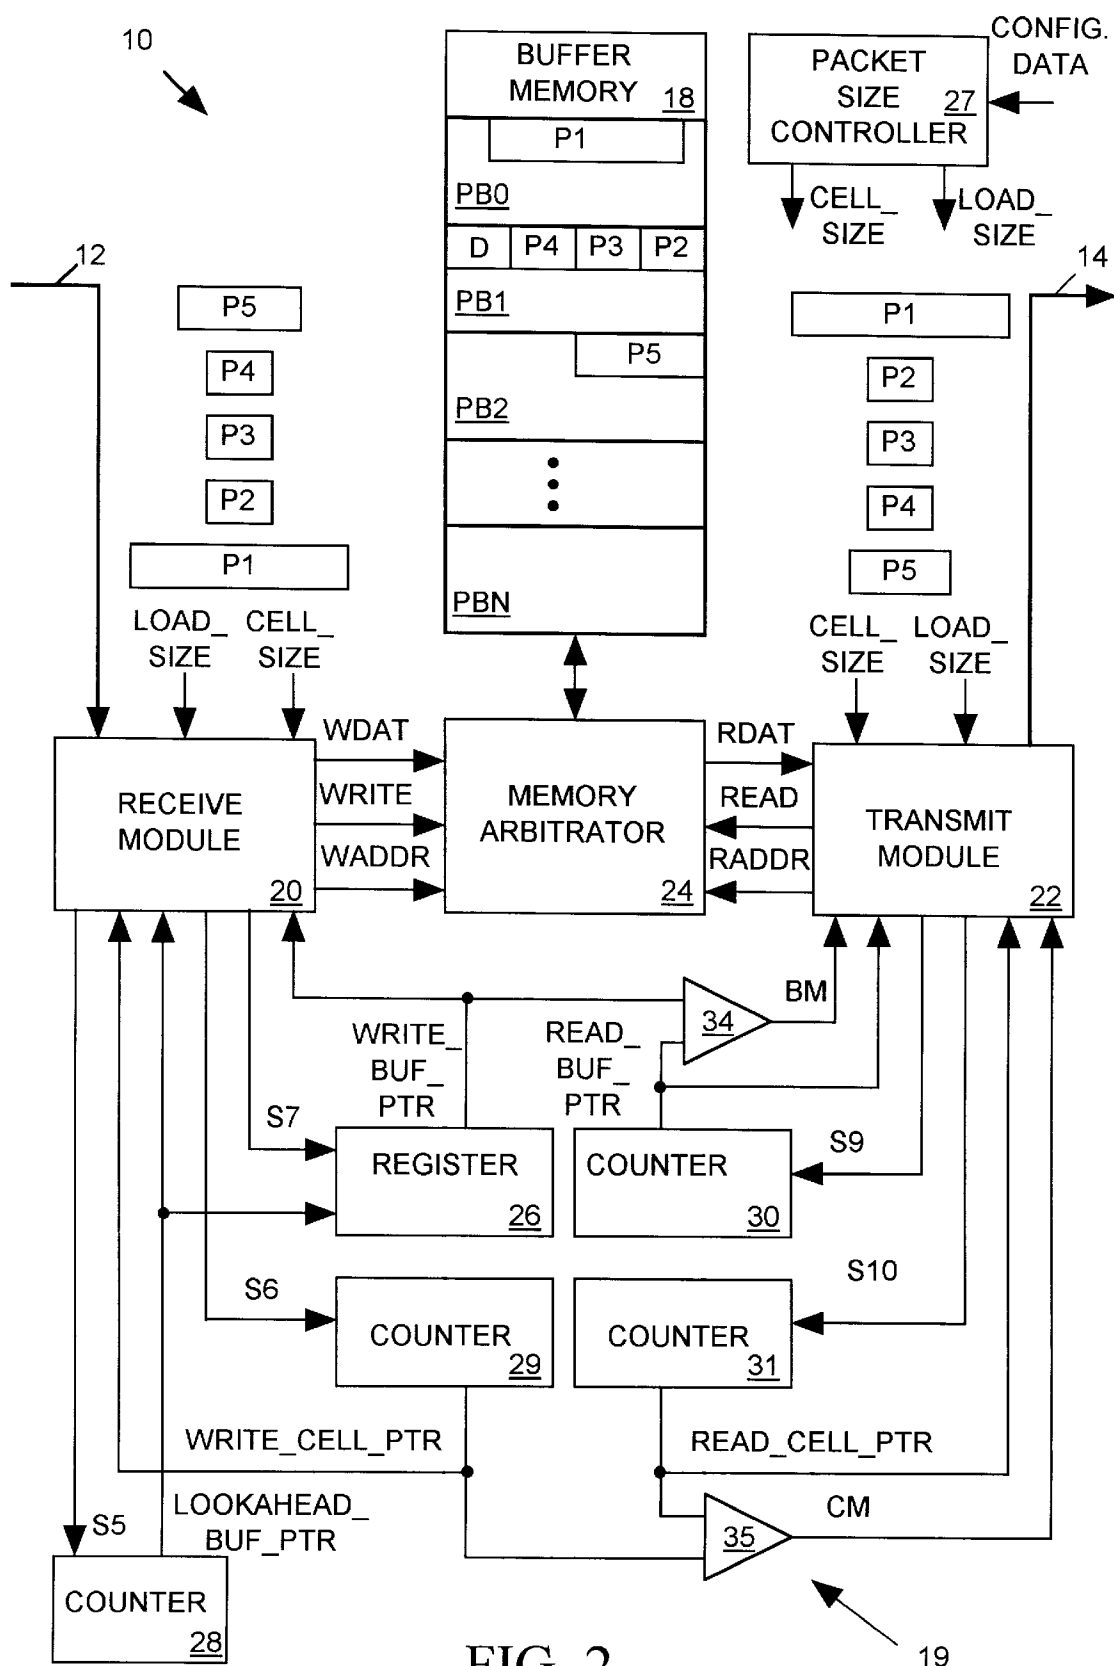 10
BUFFER
MEMORY
18
P1
PB0
D P4 P3 P2
PB1
P5
PB2
PBN
PACKET
SIZE
CONTROLLER
27
CONFIG.
DATA
CELL_
SIZE
LOAD_
SIZE
12
P5
P4
P3
P2
P1
LOAD_
SIZE
CELL_
SIZE
14
P1
P2
P3
P4
P5
CELL_
SIZE
LOAD_
SIZE
RECEIVE
MODULE
20
WDAT
WRITE
WADDR
MEMORY
ARBITRATOR
24
RDAT
READ
RADDR
TRANSMIT
MODULE
22
WRITE_
BUF_
PTR
READ_
BUF_
PTR
34
BM
S7
REGISTER
26
COUNTER
30
S9
S6
COUNTER
29
COUNTER
31
S10
WRITE_CELL_PTR
READ_CELL_PTR
S5
LOOKAHEAD_
BUF_PTR
35
CM
COUNTER
28
19
FIG. 2